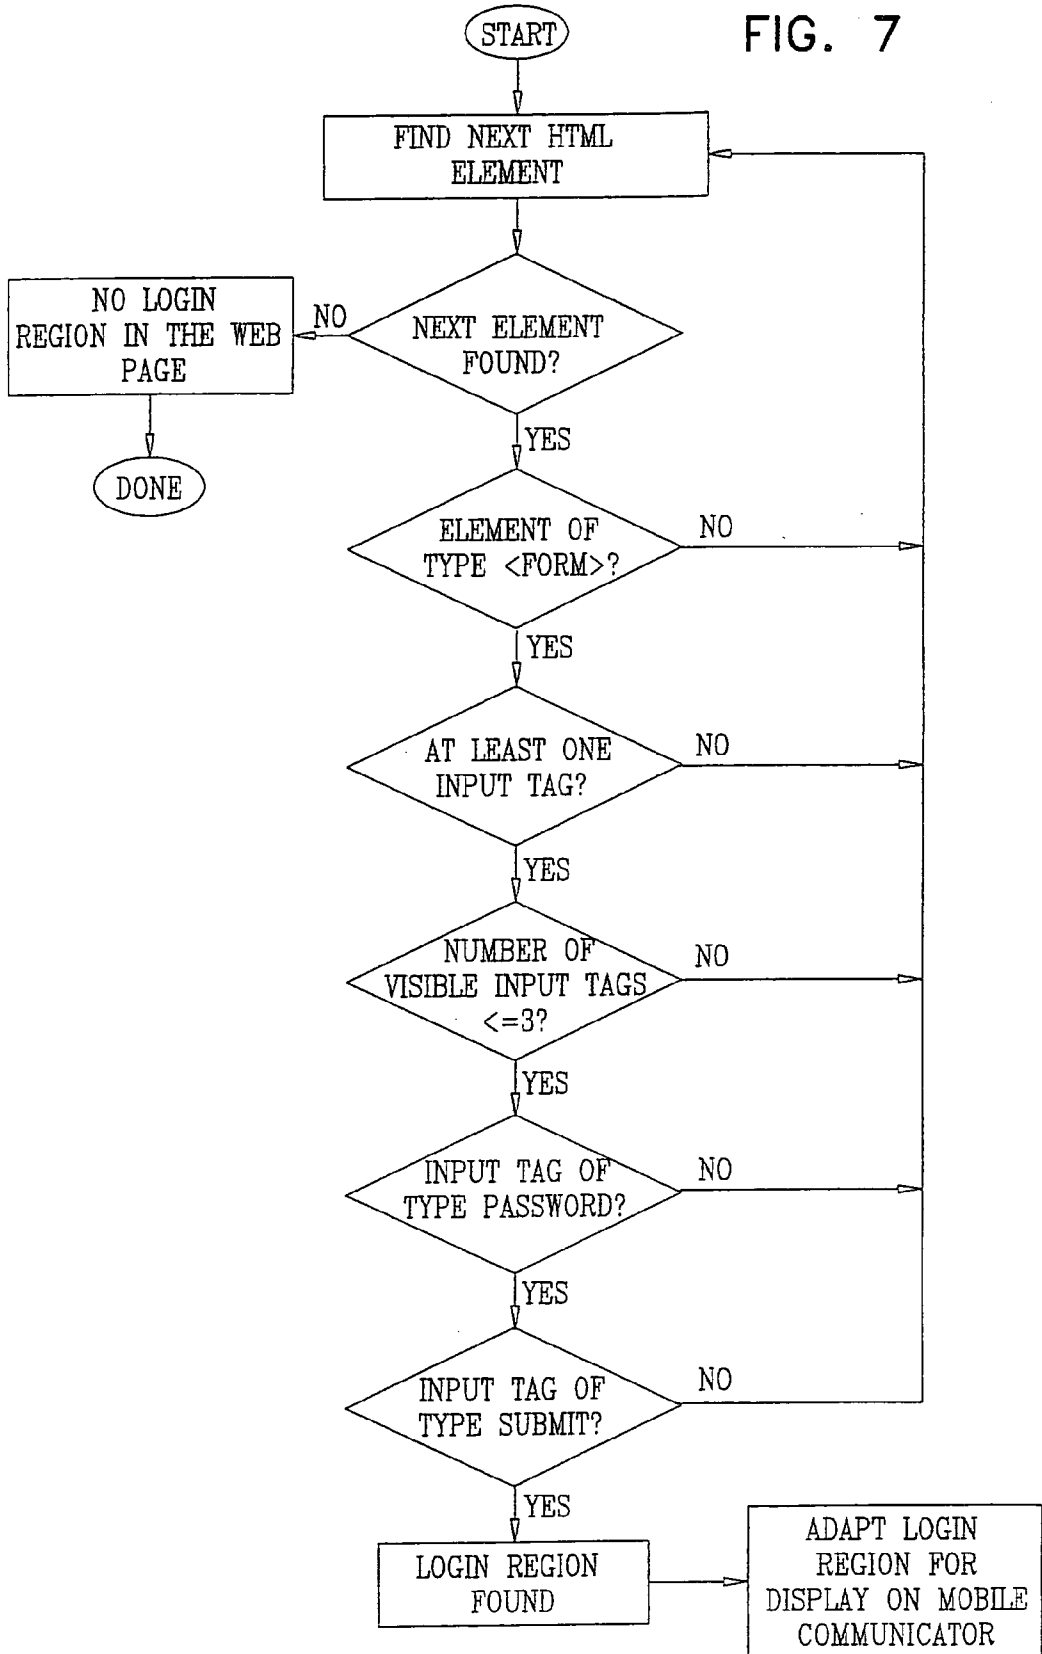 FIG. 7
START
FIND NEXT HTML
ELEMENT
NEXT ELEMENT
FOUND?
NO
NO LOGIN
REGION IN THE WEB
PAGE
DONE
YES
ELEMENT OF
TYPE <FORM>?
NO
YES
AT LEAST ONE
INPUT TAG?
NO
YES
NUMBER OF
VISIBLE INPUT TAGS
<=3?
NO
YES
INPUT TAG OF
TYPE PASSWORD?
NO
YES
INPUT TAG OF
TYPE SUBMIT?
NO
YES
LOGIN REGION
FOUND
ADAPT LOGIN
REGION FOR
DISPLAY ON MOBILE
COMMUNICATOR